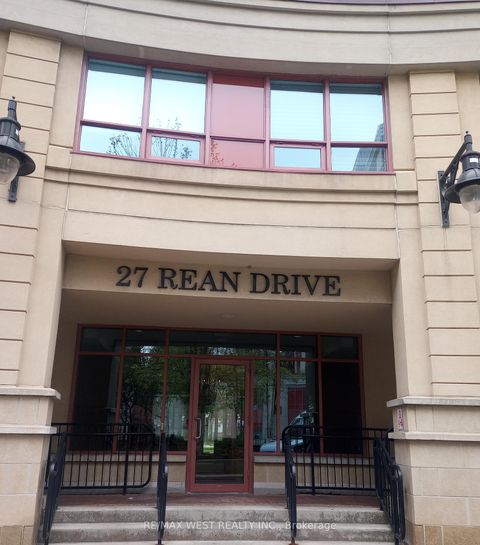 27 REAN DRIVE
RE/MAX WEST REALTY INC., Brokerage